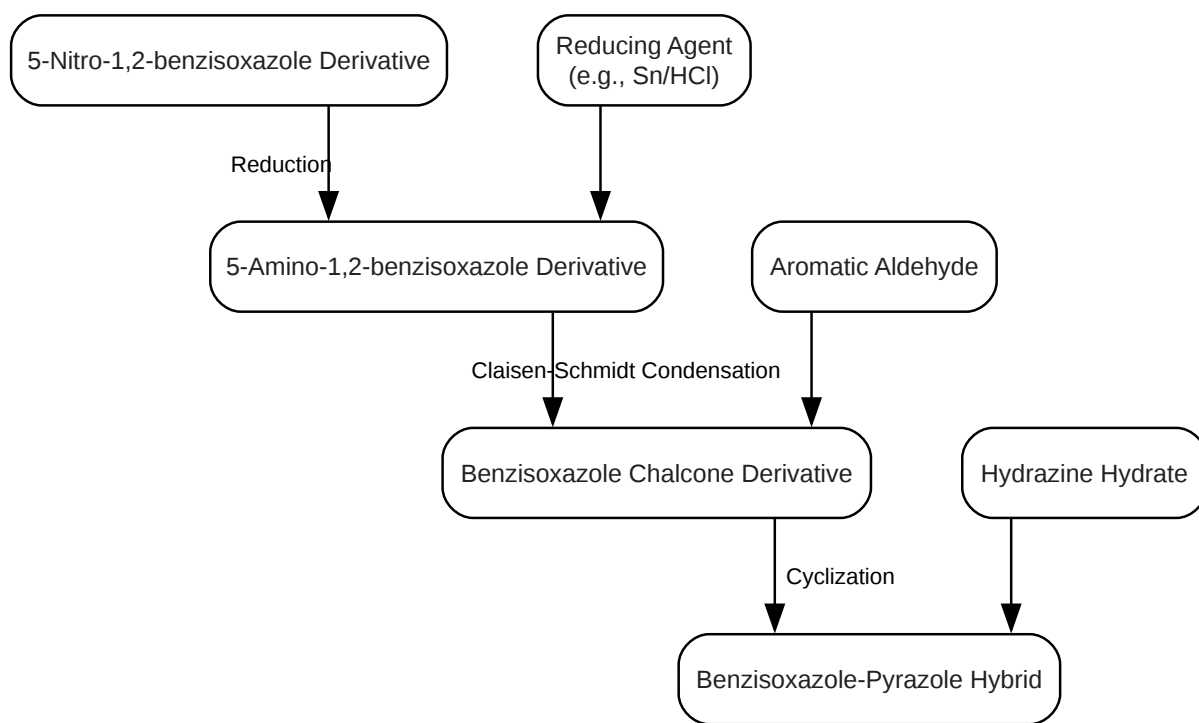 5-Nitro-1,2-benzisoxazole Derivative
Reducing Agent
(e.g., Sn/HCl)
Reduction
5-Amino-1,2-benzisoxazole Derivative
Aromatic Aldehyde
Claisen-Schmidt Condensation
Benzisoxazole Chalcone Derivative
Hydrazine Hydrate
Cyclization
Benzisoxazole-Pyrazole Hybrid